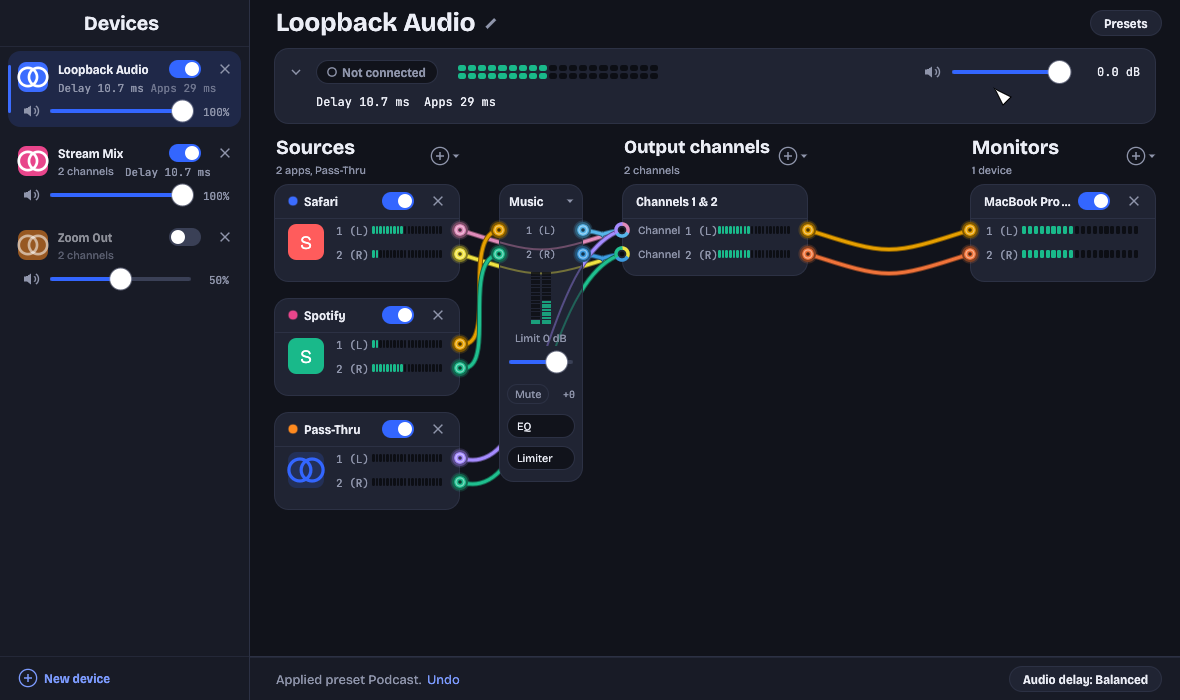 Devices
Loopback Audio
Delay 10.7 ms Apps 29 ms
100%
Stream Mix
2 channels Delay 10.7 ms
100%
Zoom Out
2 channels
50%
New device
Loopback Audio
Presets
Not connected
0.0 dB
Delay 10.7 ms Apps 29 ms
Sources
2 apps, Pass-Thru
Output channels
2 channels
Monitors
1 device
Safari
S
1 (L)
2 (R)
Spotify
S
1 (L)
2 (R)
Pass-Thru
1 (L)
2 (R)
Music
1 (L)
2 (R)
Limit 0 dB
Mute +0
EQ
Limiter
Channels 1 & 2
Channel 1 (L)
Channel 2 (R)
MacBook Pro ...
1 (L)
2 (R)
Applied preset Podcast. Undo
Audio delay: Balanced